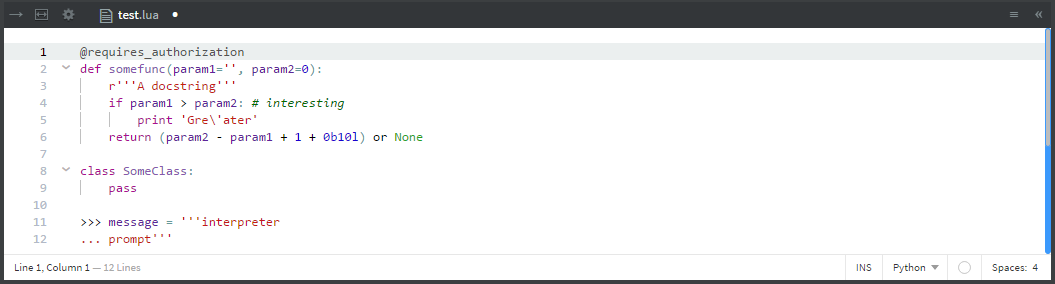 test.lua
1 @requires_authorization
2 def somefunc(param1='', param2=0):
3 r'''A docstring'''
4 if param1 > param2: # interesting
5 print 'Gre\'ater'
6 return (param2 - param1 + 1 + 0b10l) or None
7
8 class SomeClass:
9 pass
10
11 >>> message = '''interpreter
12 ... prompt'''
Line 1, Column 1 — 12 Lines INS Python Spaces: 4